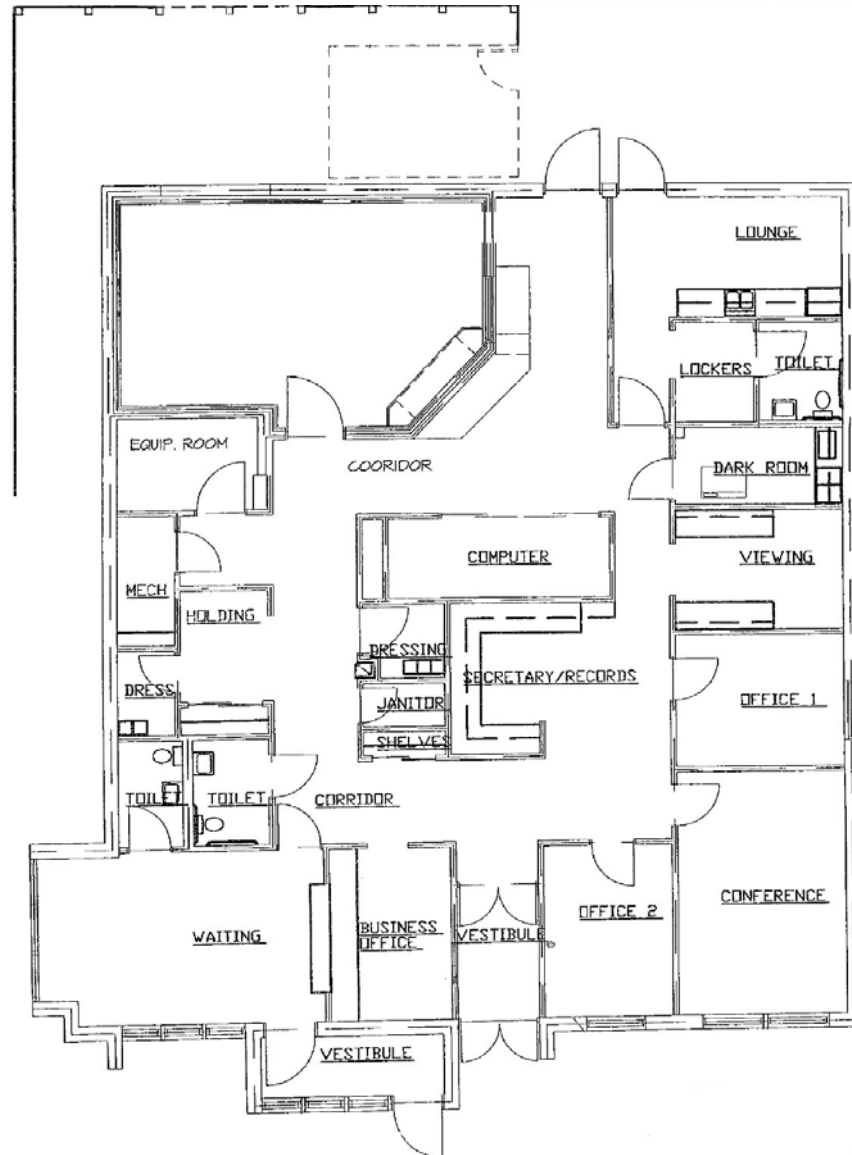 LOUNGE
LOCKERS
TOILET
EQUIP. ROOM
COORIDOR
DARK ROOM
COMPUTER
VIEWING
MECH
HOLDING
DRESSING
DRESS
SECRETARY/RECORDS
OFFICE 1
JANITOR
SHELVES
TOILET
TOILET
CORRIDOR
CONFERENCE
OFFICE 2
WAITING
BUSINESS
OFFICE
VESTIBULE
VESTIBULE